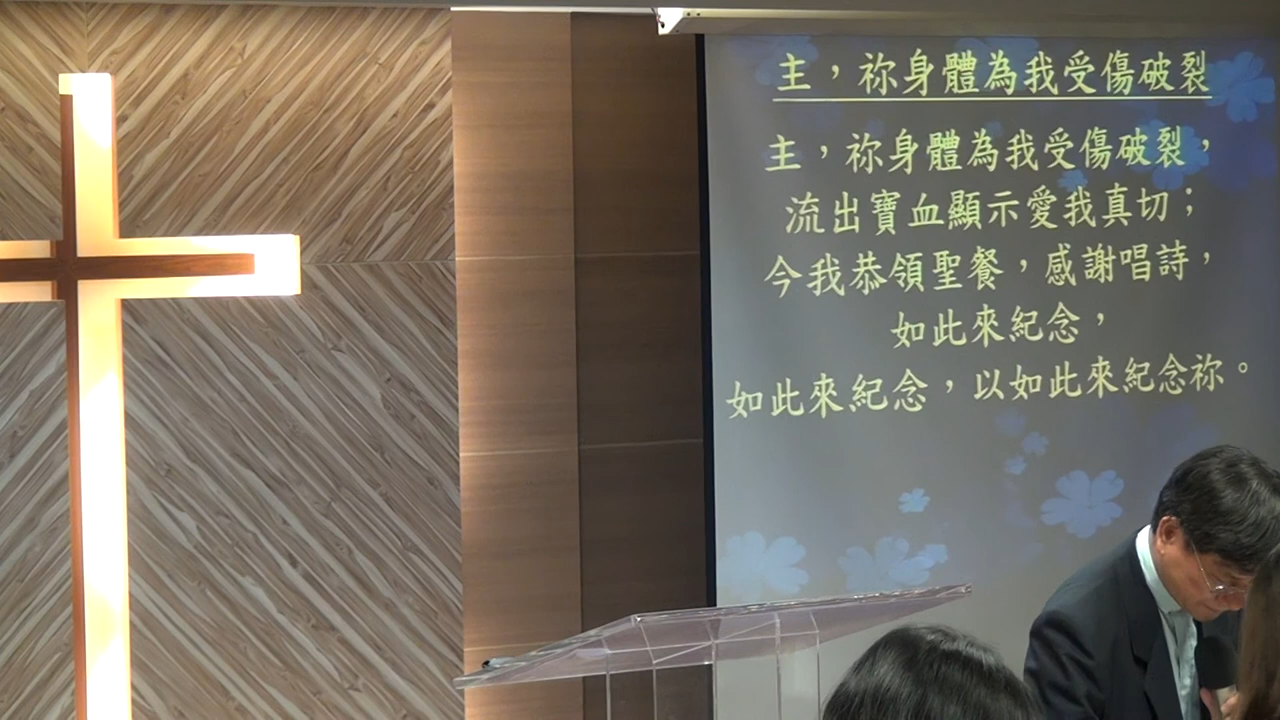 主，祢身體為我受傷破裂
主，祢身體為我受傷破裂，
流出寶血顯示愛我真切；
今我恭領聖餐，感謝唱詩，
如此來紀念，
如此來紀念，以如此來紀念祢。